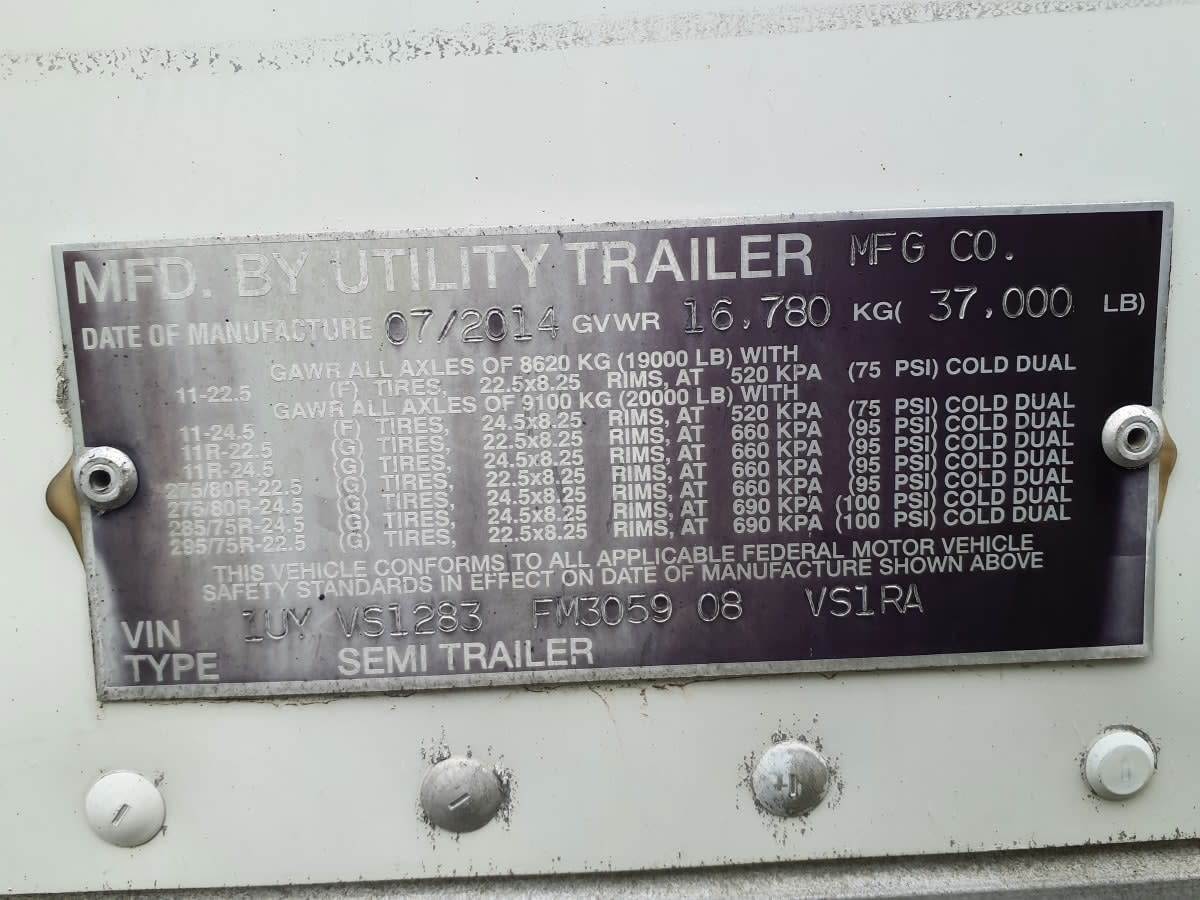 MFD. BY UTILITY TRAILER MFG CO.
DATE OF MANUFACTURE 07/2014 GVWR 16,780 KG( 37,000 LB)
GAWR ALL AXLES OF 8620 KG (19000 LB) WITH
11-22.5 (F) TIRES, 22.5x8.25 RIMS, AT 520 KPA (75 PSI) COLD DUAL
GAWR ALL AXLES OF 9100 KG (20000 LB) WITH
11-24.5 (F) TIRES, 24.5x8.25 RIMS, AT 520 KPA (75 PSI) COLD DUAL
11R-22.5 (G) TIRES, 22.5x8.25 RIMS, AT 660 KPA (95 PSI) COLD DUAL
11R-24.5 (G) TIRES, 24.5x8.25 RIMS, AT 660 KPA (95 PSI) COLD DUAL
275/80R-22.5 (G) TIRES, 22.5x8.25 RIMS, AT 660 KPA (95 PSI) COLD DUAL
275/80R-24.5 (G) TIRES, 24.5x8.25 RIMS, AT 660 KPA (95 PSI) COLD DUAL
285/75R-24.5 (G) TIRES, 24.5x8.25 RIMS, AT 690 KPA (100 PSI) COLD DUAL
295/75R-22.5 (G) TIRES, 22.5x8.25 RIMS, AT 690 KPA (100 PSI) COLD DUAL
THIS VEHICLE CONFORMS TO ALL APPLICABLE FEDERAL MOTOR VEHICLE
SAFETY STANDARDS IN EFFECT ON DATE OF MANUFACTURE SHOWN ABOVE
VIN 1UY VS1283 FM3059 08 VS1RA
TYPE SEMI TRAILER